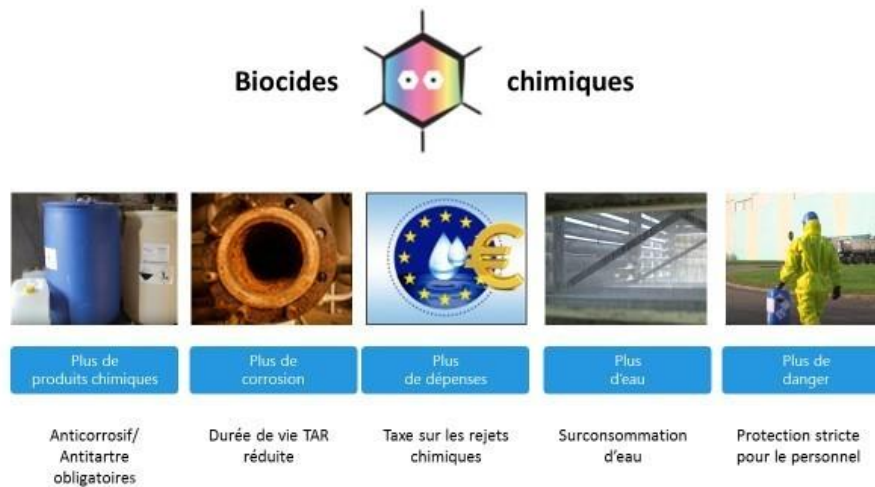 Biocides chimiques
Plus de
produits chimiques
Plus de
corrosion
Plus
de dépenses
Plus
d'eau
Plus de
danger
Anticorrosif/
Antitartre
obligatoires
Durée de vie TAR
réduite
Taxe sur les rejets
chimiques
Surconsommation
d'eau
Protection stricte
pour le personnel